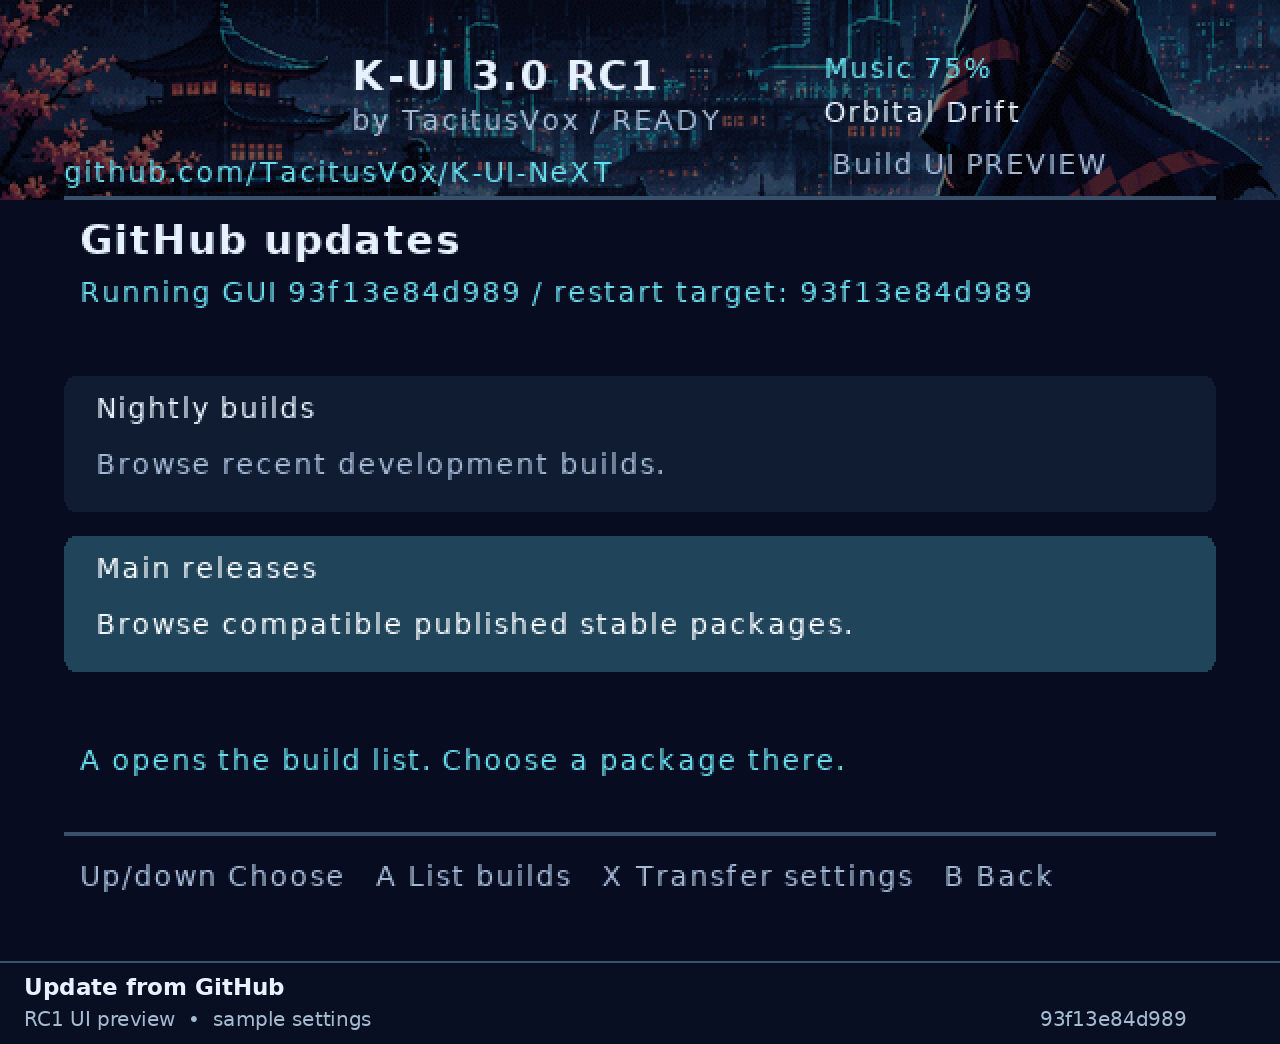 K-UI 3.0 RC1
by TacitusVox / READY
github.com/TacitusVox/K-UI-NeXT
Music 75%
Orbital Drift
Build UI PREVIEW
GitHub updates
Running GUI 93f13e84d989 / restart target: 93f13e84d989
Nightly builds
Browse recent development builds.
Main releases
Browse compatible published stable packages.
A opens the build list. Choose a package there.
Up/down Choose A List builds X Transfer settings B Back
Update from GitHub
RC1 UI preview • sample settings
93f13e84d989